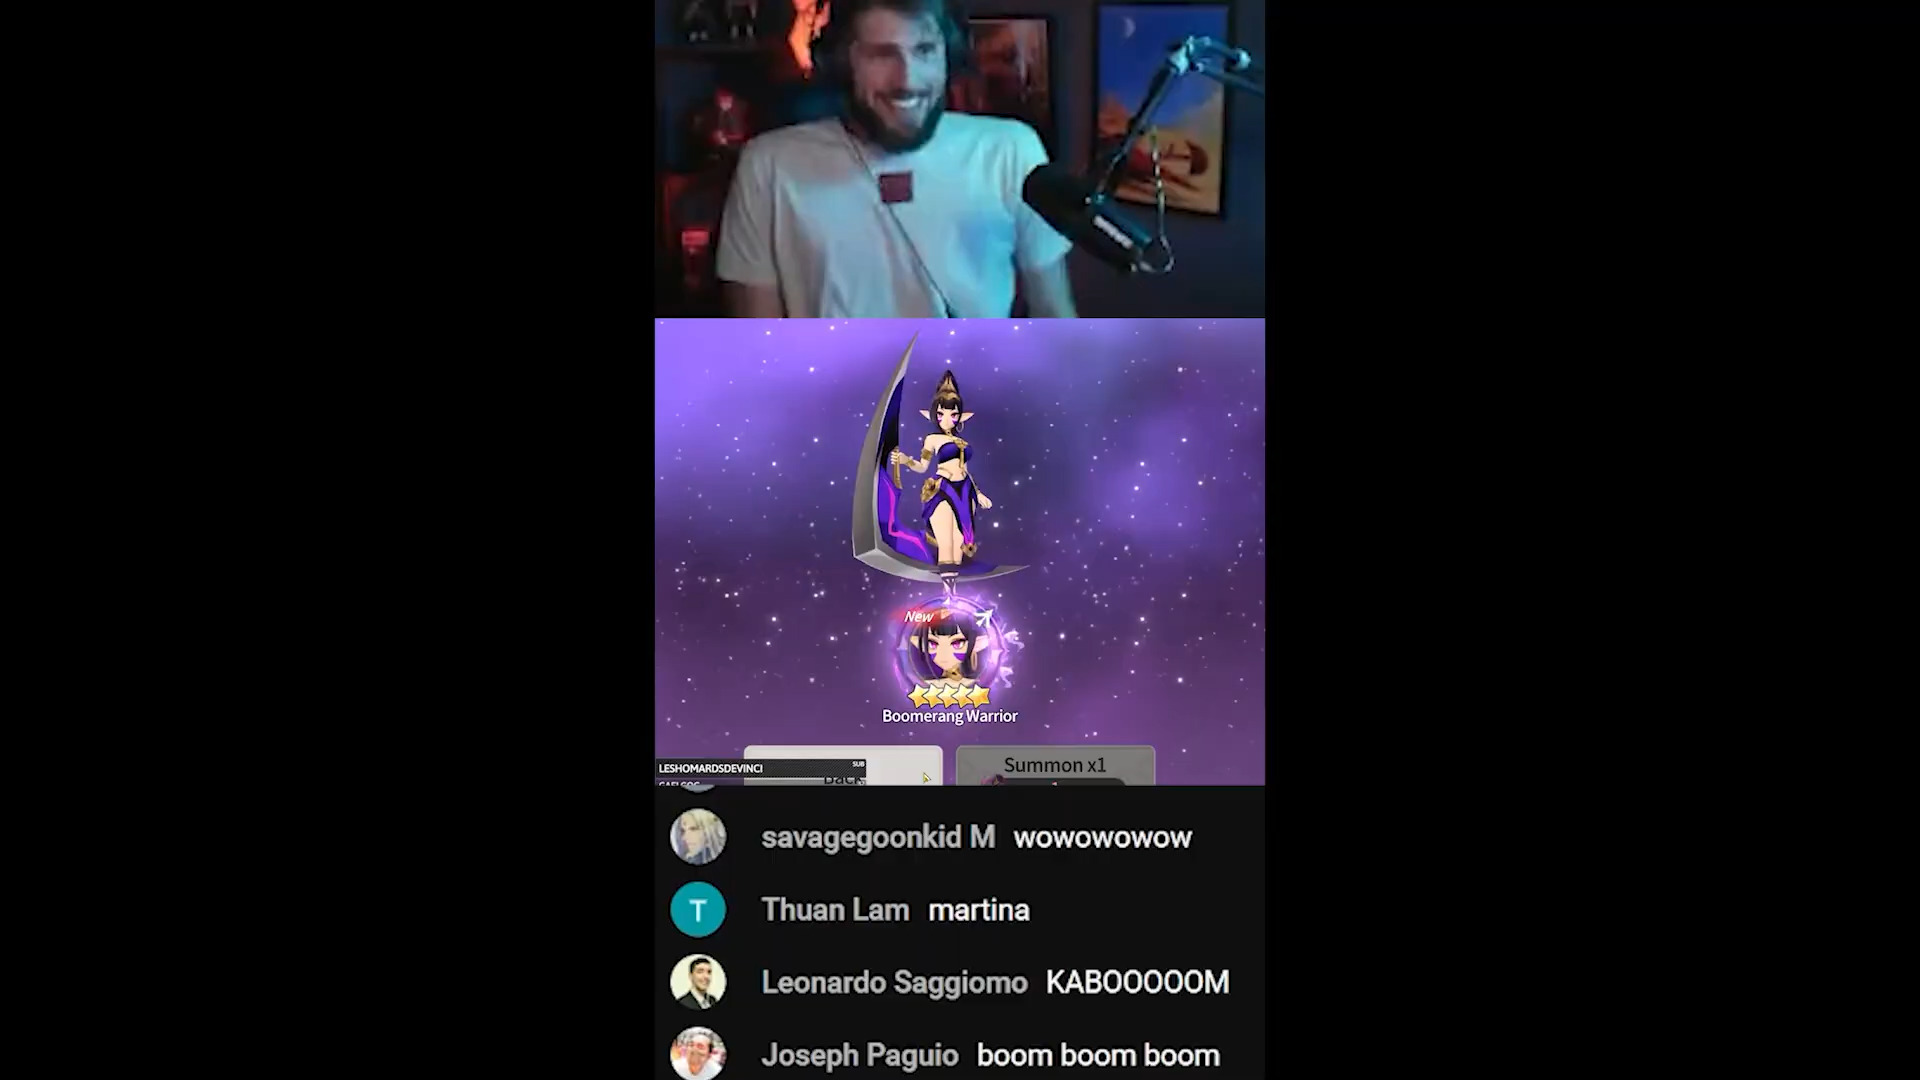 New
Boomerang Warrior
Summon x1
LESHOMARDSDEVINCI
SUB
Back
savagegoonkid M wowowowow
Thuan Lam martina
T
Leonardo Saggiomo KABOOOOOM
Joseph Paguio boom boom boom